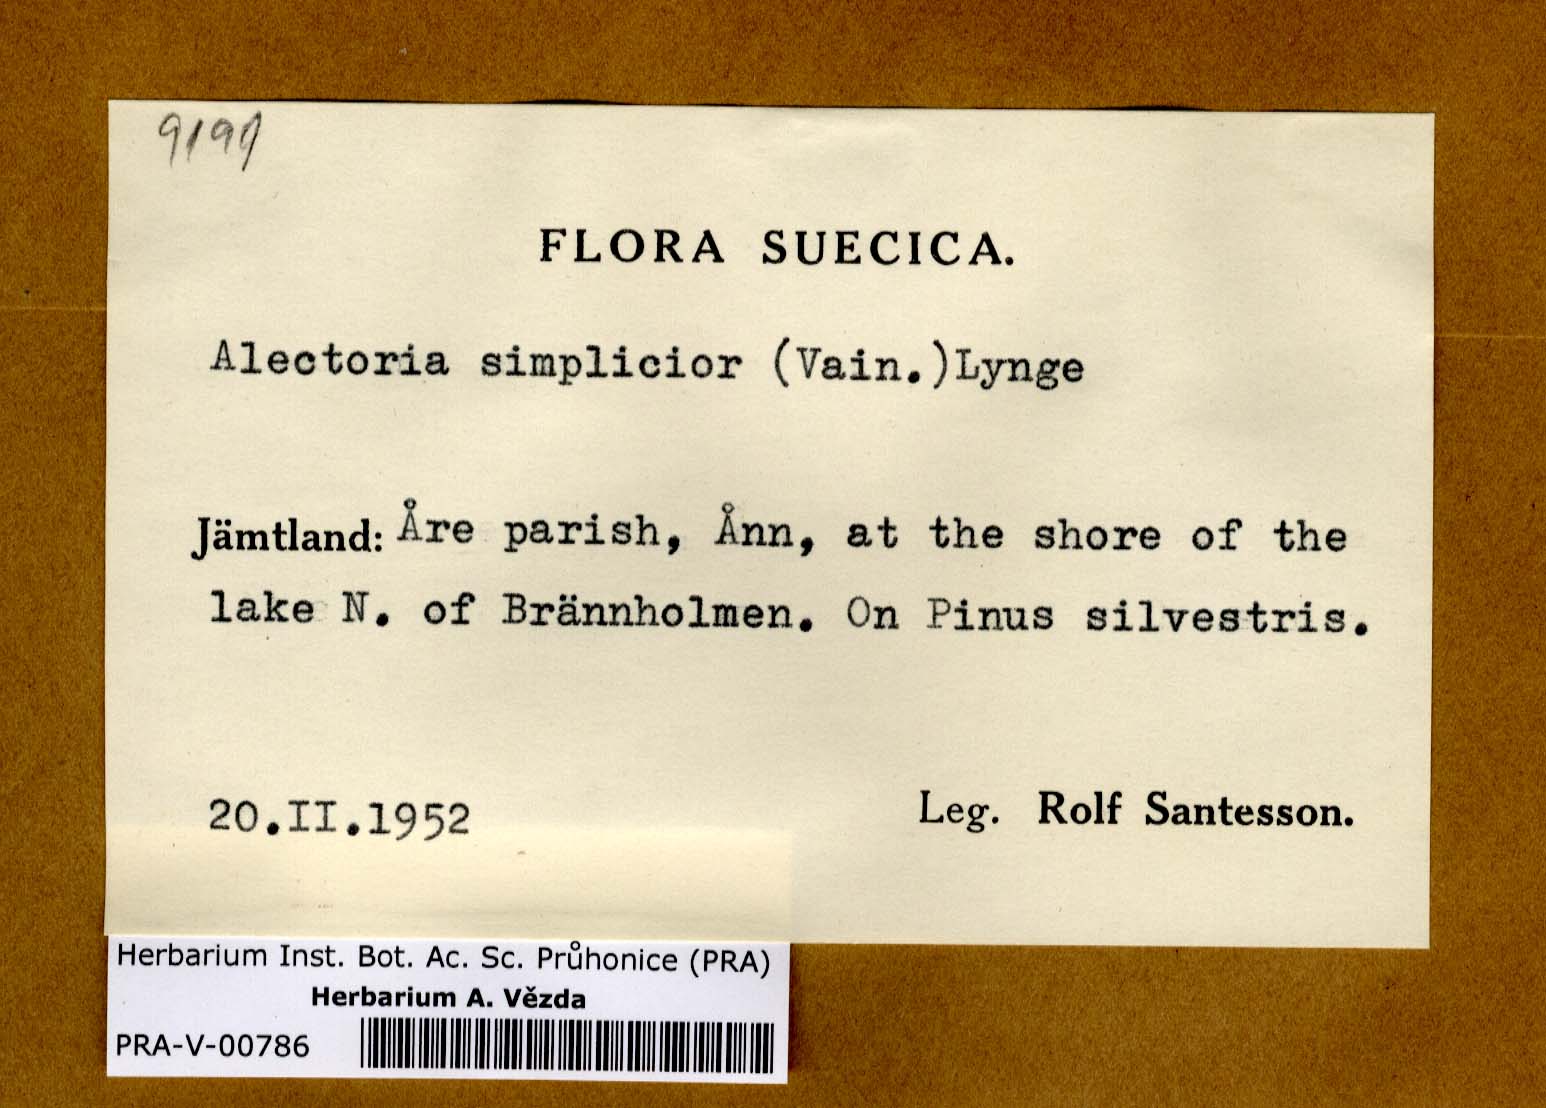 9191
FLORA SUECICA.
Alectoria simplicior (Vain.)Lynge
Jämtland: Åre parish, Ånn, at the shore of the
lake N. of Brännholmen. On Pinus silvestris.
20.II.1952
Leg. Rolf Santesson.
Herbarium Inst. Bot. Ac. Sc. Průhonice (PRA)
Herbarium A. Vězda
PRA-V-00786